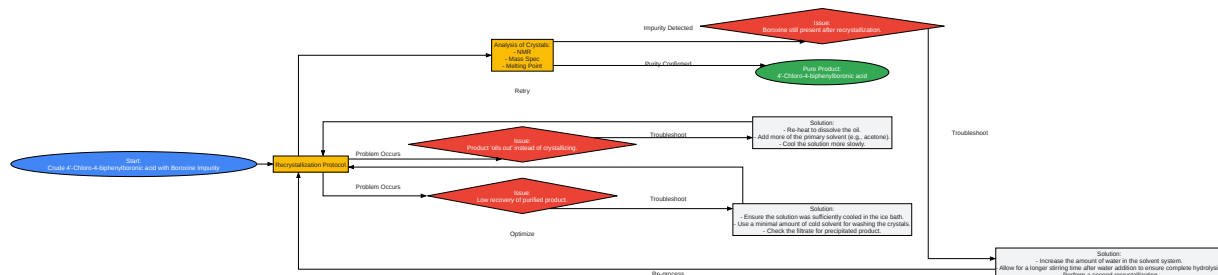 Issue:
Boroxine still present after recrystallization.
Impurity Detected
Analysis of Crystals:
- NMR
- Mass Spec
- Melting Point
Purity Confirmed
Pure Product:
4'-Chloro-4-biphenylboronic acid
Retry
Solution:
- Re-heat to dissolve the oil.
- Add more of the primary solvent (e.g., acetone).
- Cool the solution more slowly.
Troubleshoot
Troubleshoot
Issue:
Product 'oils out' instead of crystallizing.
Problem Occurs
Start:
Crude 4'-Chloro-4-biphenylboronic acid with Boroxine Impurity
Recrystallization Protocol
Problem Occurs
Issue:
Low recovery of purified product.
Troubleshoot
Solution:
- Ensure the solution was sufficiently cooled in the ice bath.
- Use a minimal amount of cold solvent for washing the crystals.
- Check the filtrate for precipitated product.
Optimize
Solution:
- Increase the amount of water in the solvent system.
- Allow for a longer stirring time after water addition to ensure complete hydrolysi
- Perform a second recrystallization.
Re-process